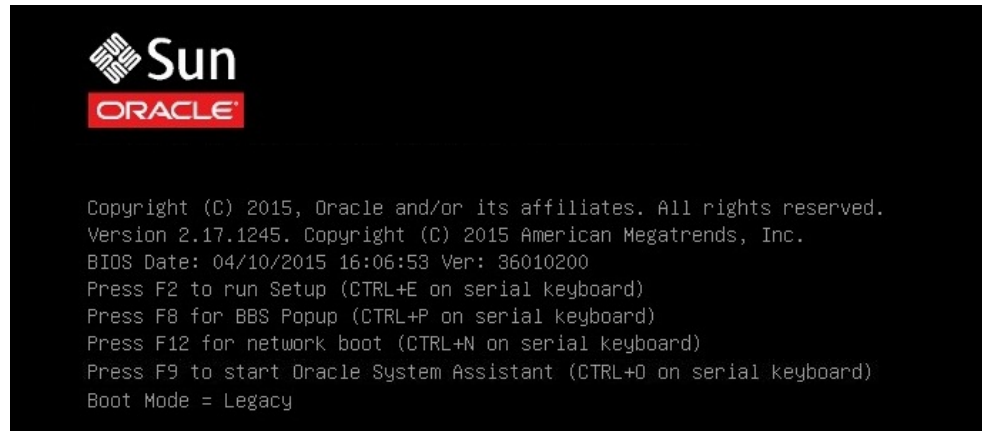 Sun
ORACLE
Copyright (C) 2015, Oracle and/or its affiliates. All rights reserved.
Version 2.17.1245. Copyright (C) 2015 American Megatrends, Inc.
BIOS Date: 04/10/2015 16:06:53 Ver: 36010200
Press F2 to run Setup (CTRL+E on serial keyboard)
Press F8 for BBS Popup (CTRL+P on serial keyboard)
Press F12 for network boot (CTRL+N on serial keyboard)
Press F9 to start Oracle System Assistant (CTRL+O on serial keyboard)
Boot Mode = Legacy